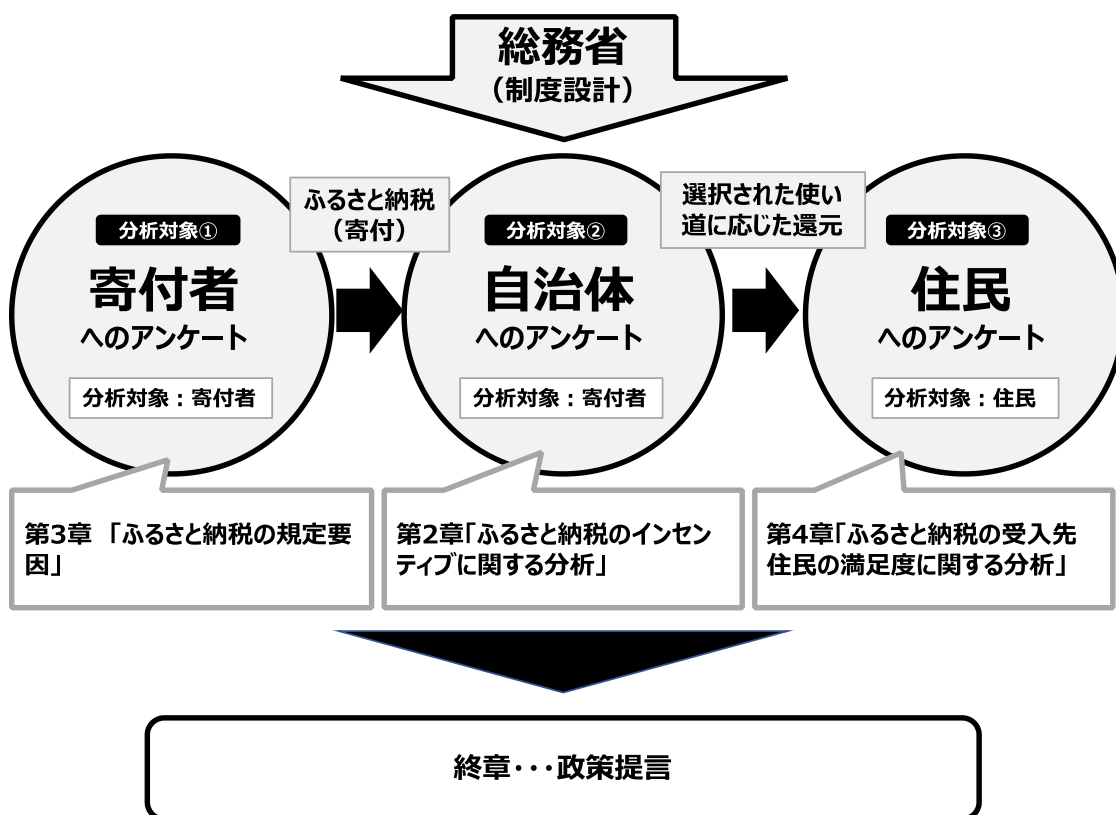 総務省
（制度設計）
ふるさと納税
（寄付）
選択された使い
道に応じた還元
分析対象①
寄付者
へのアンケート
分析対象：寄付者
分析対象②
自治体
へのアンケート
分析対象：寄付者
分析対象③
住民
へのアンケート
分析対象：住民
第3章 「ふるさと納税の規定要
因」
第2章「ふるさと納税のインセン
ティブに関する分析」
第4章「ふるさと納税の受入先
住民の満足度に関する分析」
終章･･･政策提言